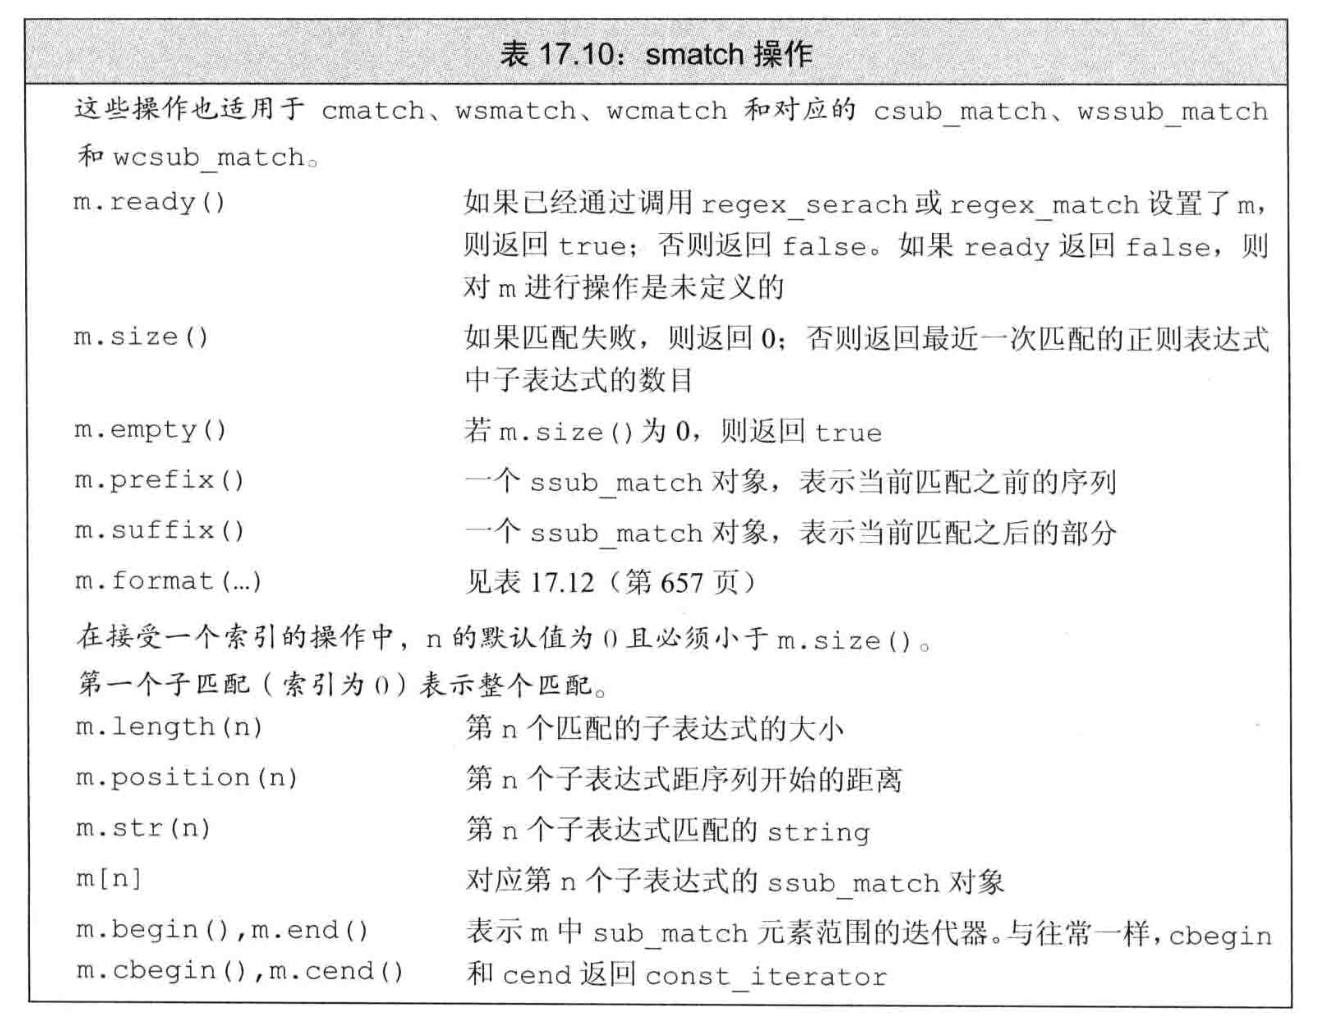 表 17.10：smatch 操作
这些操作也适用于 cmatch、wsmatch、wcmatch 和对应的 csub_match、wssub_match
和 wcsub_match。
m.ready() 如果已经通过调用 regex_serach 或 regex_match 设置了 m，
则返回 true；否则返回 false。如果 ready 返回 false，则
对 m 进行操作是未定义的
m.size() 如果匹配失败，则返回 0；否则返回最近一次匹配的正则表达式
中子表达式的数目
m.empty() 若 m.size() 为 0，则返回 true
m.prefix() 一个 ssub_match 对象，表示当前匹配之前的序列
m.suffix() 一个 ssub_match 对象，表示当前匹配之后的部分
m.format(…) 见表 17.12（第 657 页）
在接受一个索引的操作中，n 的默认值为 0 且必须小于 m.size()。
第一个子匹配（索引为 0）表示整个匹配。
m.length(n) 第 n 个匹配的子表达式的大小
m.position(n) 第 n 个子表达式距序列开始的距离
m.str(n) 第 n 个子表达式匹配的 string
m[n] 对应第 n 个子表达式的 ssub_match 对象
m.begin(),m.end() 表示 m 中 sub_match 元素范围的迭代器。与往常一样，cbegin
m.cbegin(),m.cend() 和 cend 返回 const_iterator